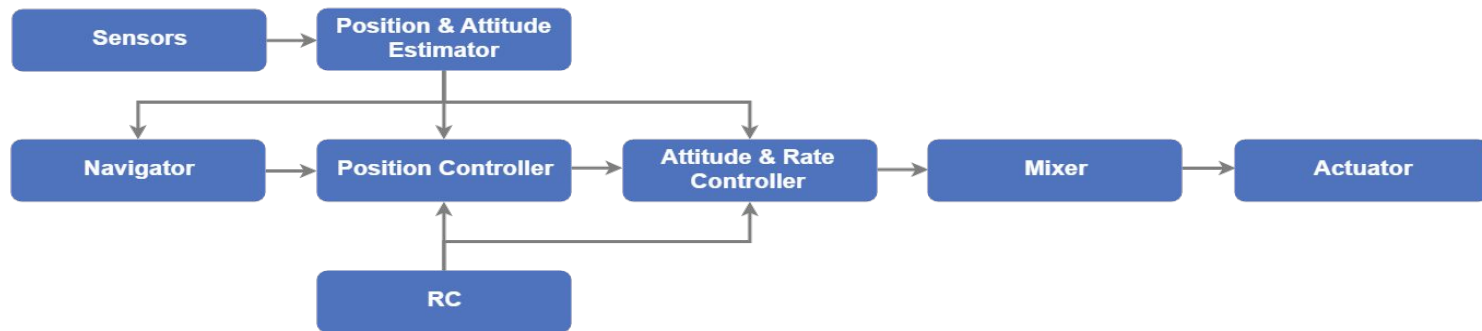 Sensors
Position & Attitude
Estimator
Navigator
Position Controller
Attitude & Rate
Controller
Mixer
Actuator
RC